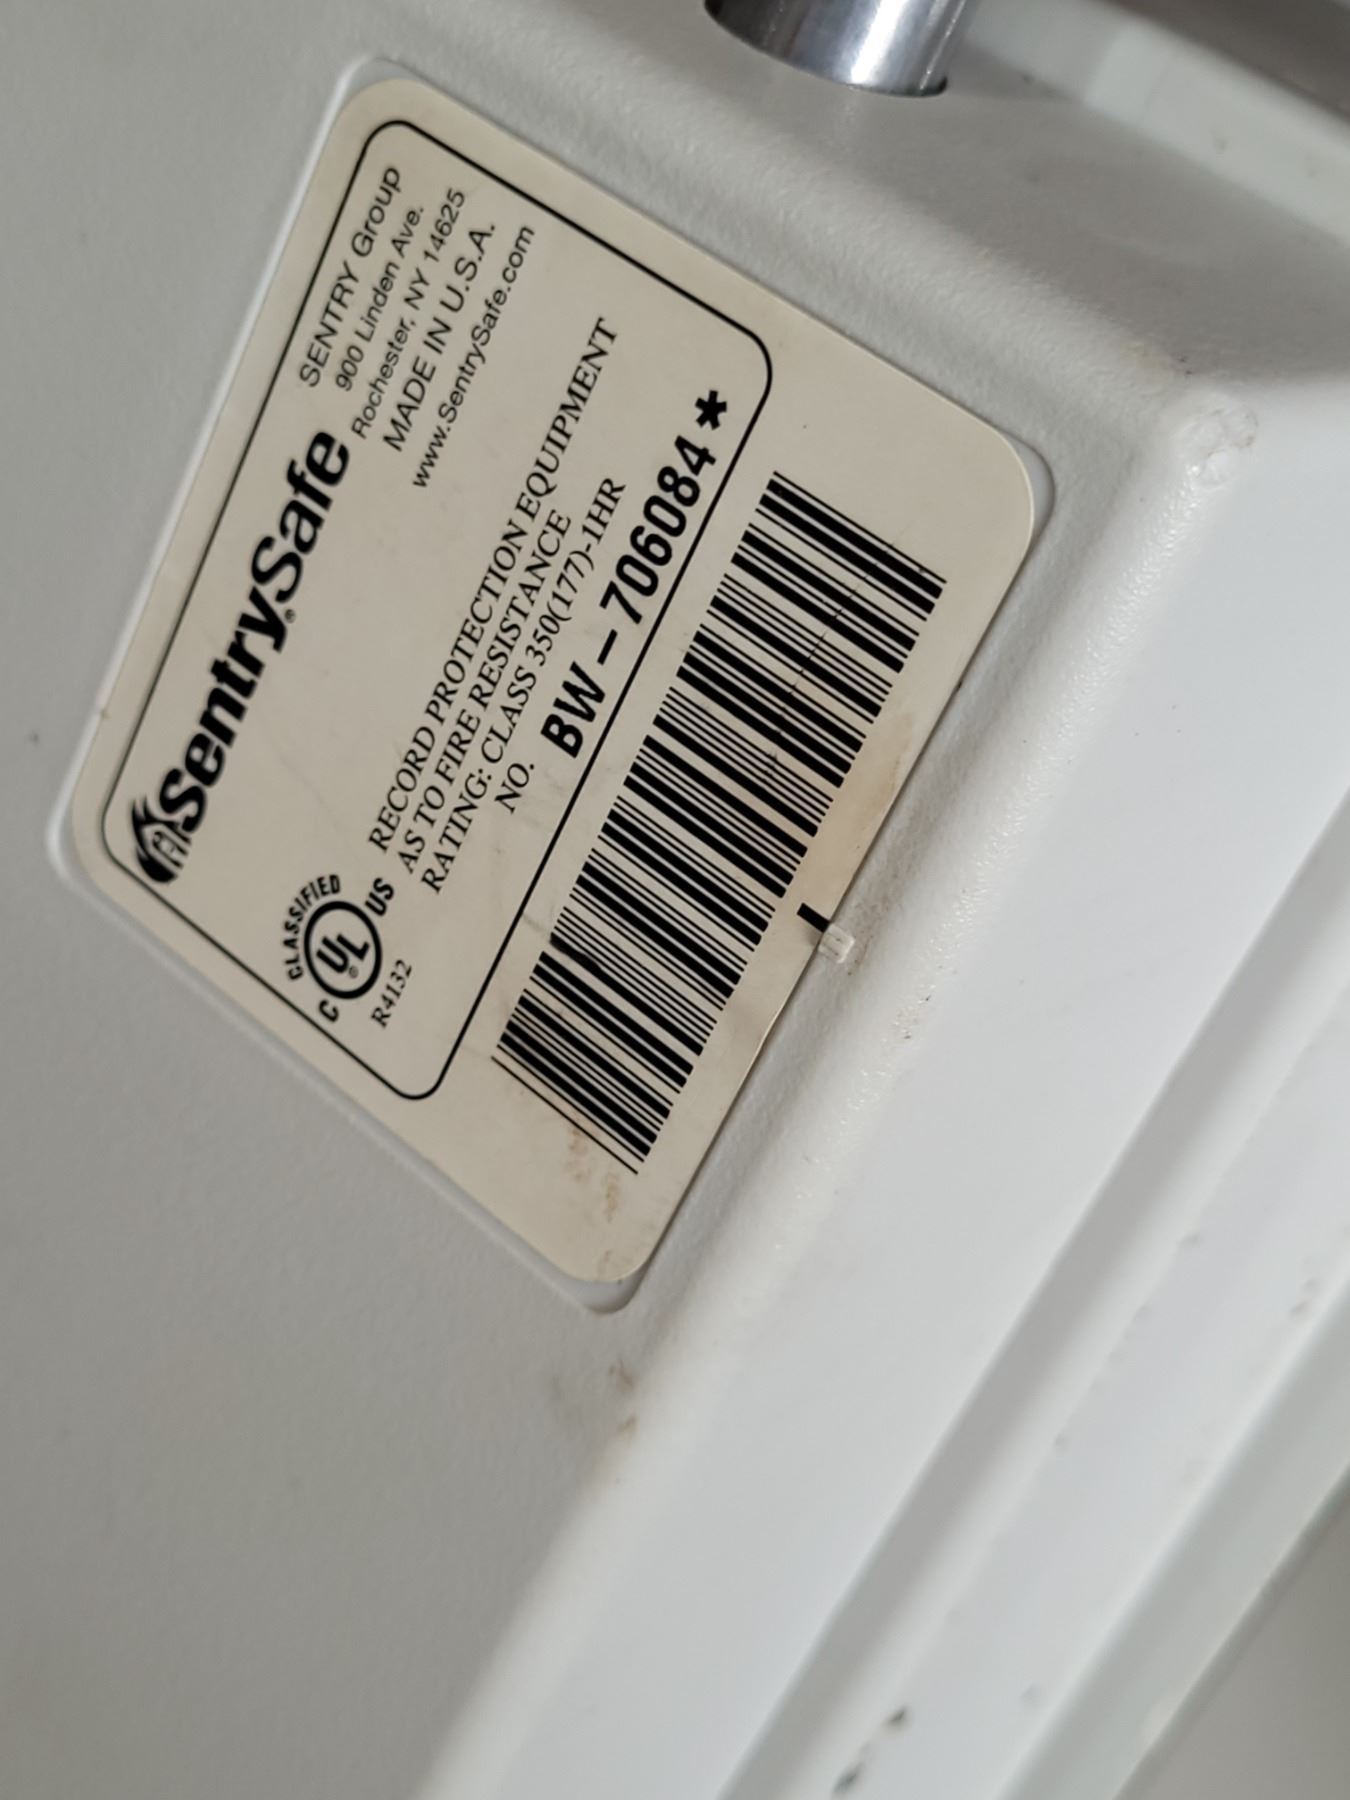 SentrySafe®
SENTRY Group
900 Linden Ave.
Rochester, NY 14625
MADE IN U.S.A.
www.SentrySafe.com
CLASSIFIED
C UL® US
R4132
RECORD PROTECTION EQUIPMENT
AS TO FIRE RESISTANCE
RATING: CLASS 350(177)-1HR
NO. BW-706084*